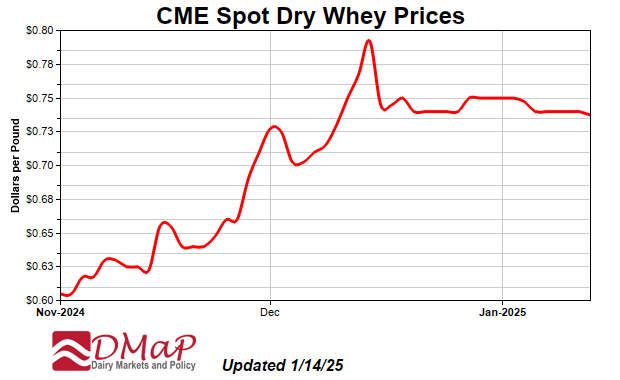 CME Spot Dry Whey Prices
$0.80
$0.78
$0.75
$0.73
$0.70
$0.68
$0.65
$0.63
$0.60
Dollars per Pound
Nov-2024 Dec Jan-2025
DMaP
Dairy Markets and Policy
Updated 1/14/25